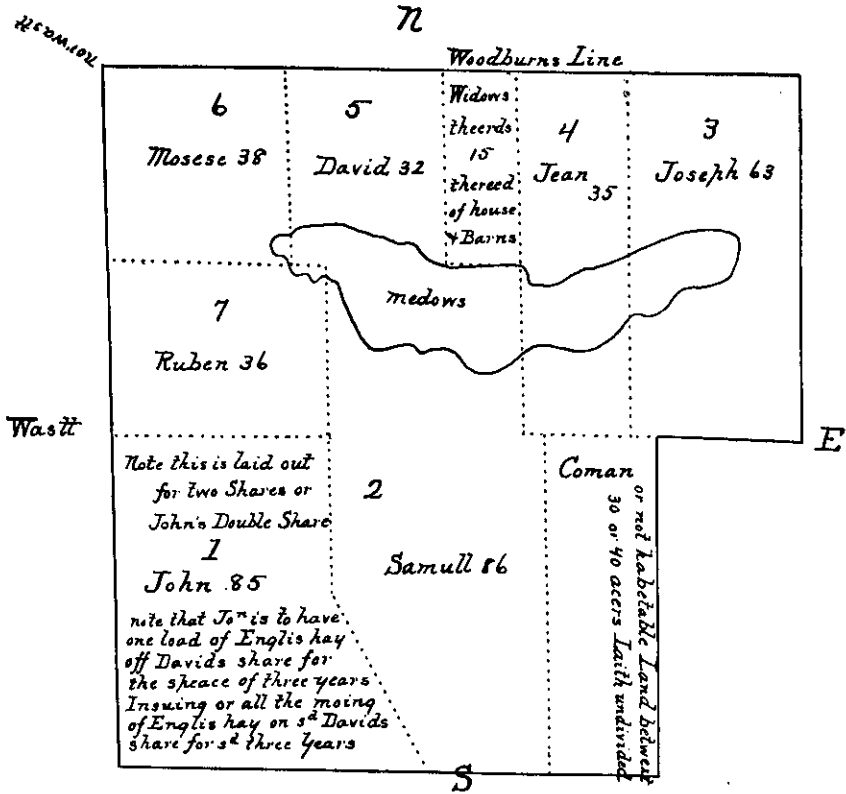 N
Norwastt
Woodburns Line
6
Mosese 38
5
David 32
Widows
theerds
15
thereed
of house
& Barns
4
Jean
35
3
Joseph 63
medows
7
Ruben 36
Wastt
E
Note this is laid out
for two Shares or
John's Double Share
1
John 85
note that Jon is to have
one load of Englis hay
off Davids share for
the speace of three years
Insuing or all the moing
of Englis hay on sd Davids
share for sd three Years
2
Samull 86
Coman
or not habetable Land betwext
30 or 40 acers Laith undivided
S